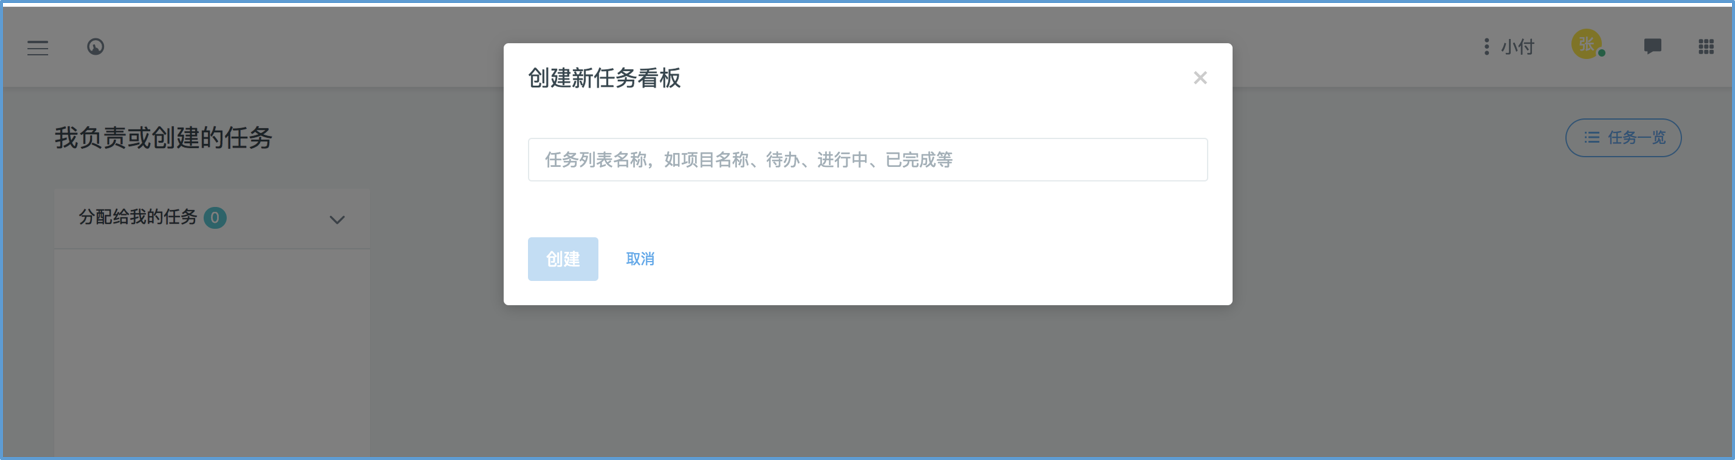 小付
张
创建新任务看板
我负责或创建的任务
任务一览
任务列表名称，如项目名称、待办、进行中、已完成等
分配给我的任务 0
创建
取消